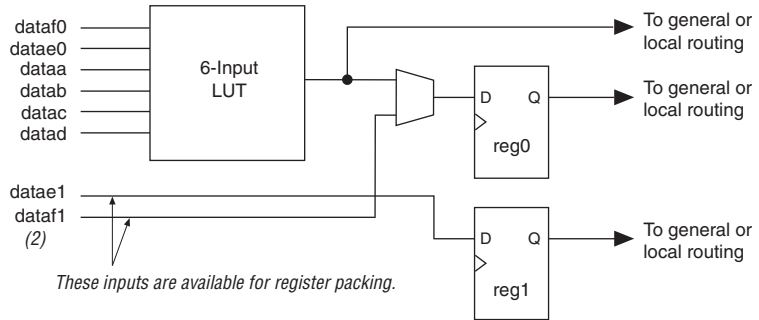 dataf0
datae0
dataa
datab
datac
datad
6-Input
LUT
To general or
local routing
D Q
reg0
To general or
local routing
datae1
dataf1
(2)
D Q
reg1
To general or
local routing
These inputs are available for register packing.